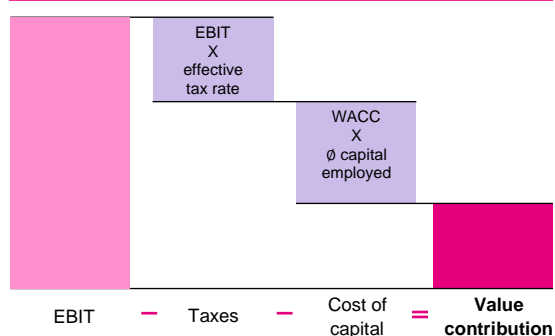 EBIT
X
effective
tax rate
WACC
X
ø capital
employed
EBIT – Taxes – Cost of capital = Value contribution